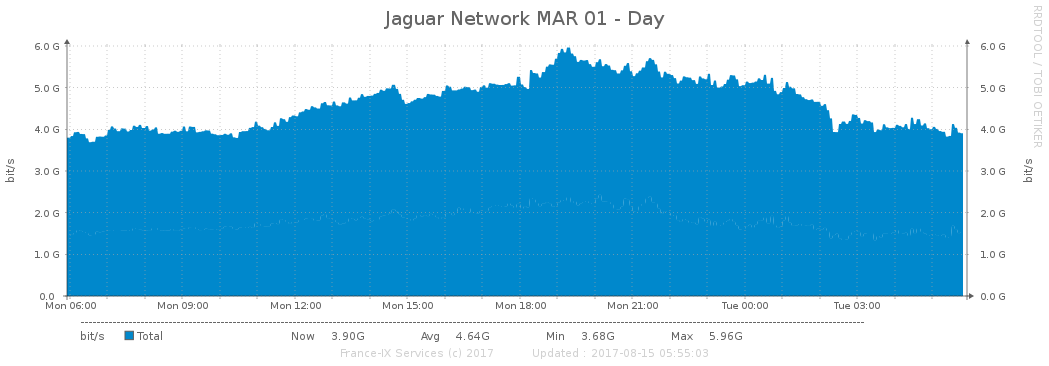 Jaguar Network MAR 01 - Day
RRDTOOL / TOBI OETIKER
bit/s
6.0 G
5.0 G
4.0 G
3.0 G
2.0 G
1.0 G
0.0
6.0 G
5.0 G
4.0 G
3.0 G
2.0 G
1.0 G
0.0 G
bit/s
Mon 06:00 Mon 09:00 Mon 12:00 Mon 15:00 Mon 18:00 Mon 21:00 Tue 00:00 Tue 03:00
bit/s Total Now 3.90G Avg 4.64G Min 3.68G Max 5.96G
France-IX Services (c) 2017 Updated : 2017-08-15 05:55:03